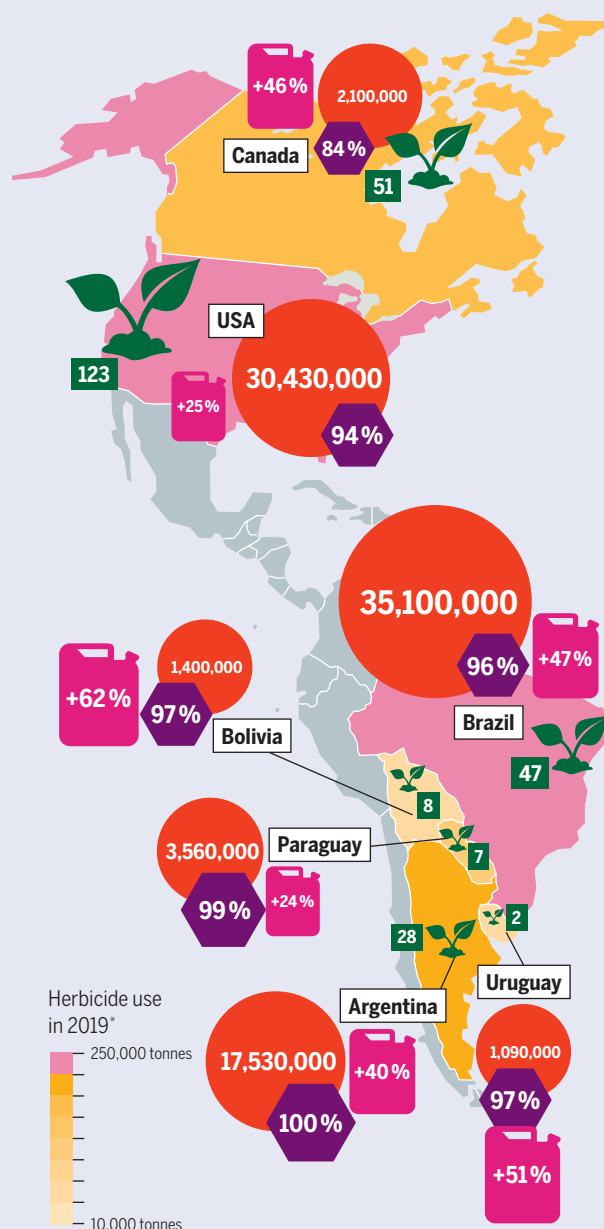 +46 %
2,100,000
Canada
84 %
51
USA
123
30,430,000
+25 %
94 %
35,100,000
96 %
+47 %
1,400,000
+62 %
97 %
Brazil
Bolivia
47
8
3,560,000
Paraguay
7
99 %
+24 %
2
28
Uruguay
Herbicide use
in 2019*
Argentina
250,000 tonnes
17,530,000
+40 %
1,090,000
97 %
100 %
+51 %
10,000 tonnes